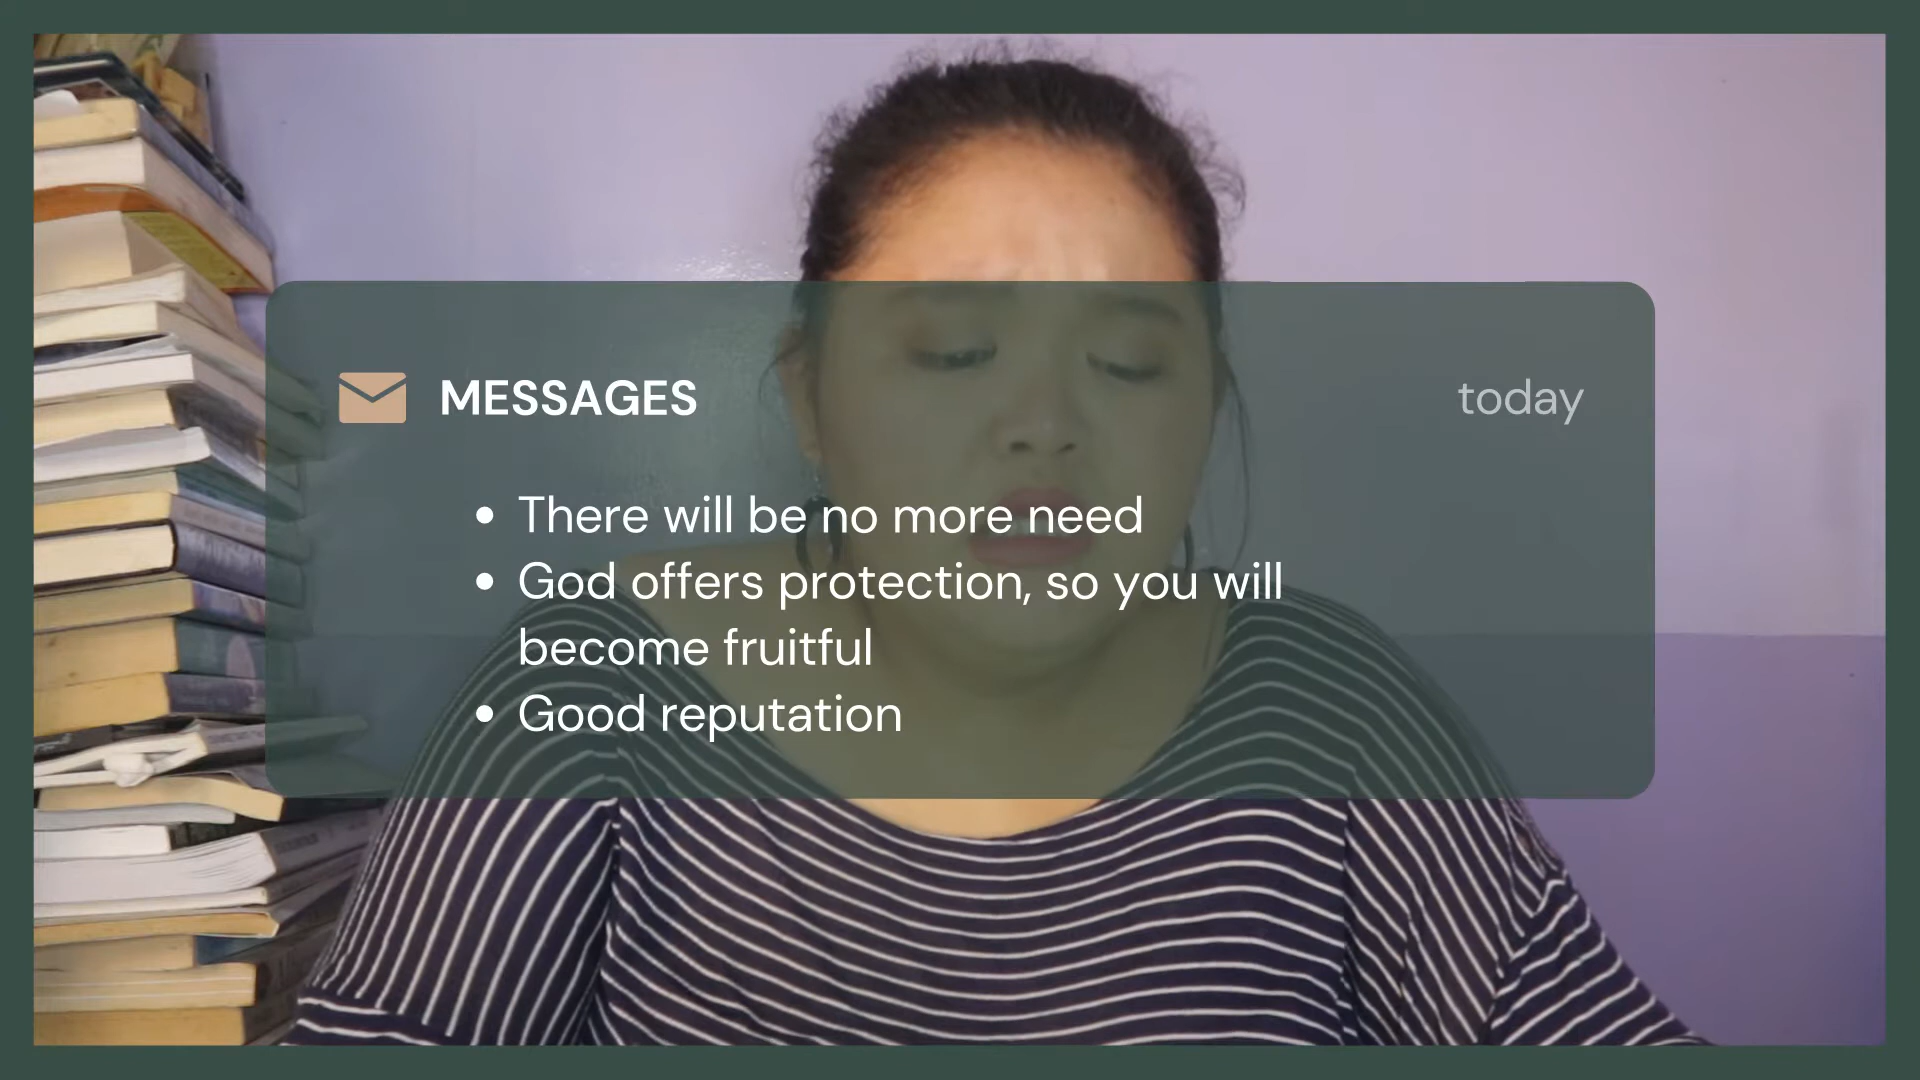 MESSAGES
today
• There will be no more need
• God offers protection, so you will
become fruitful
• Good reputation